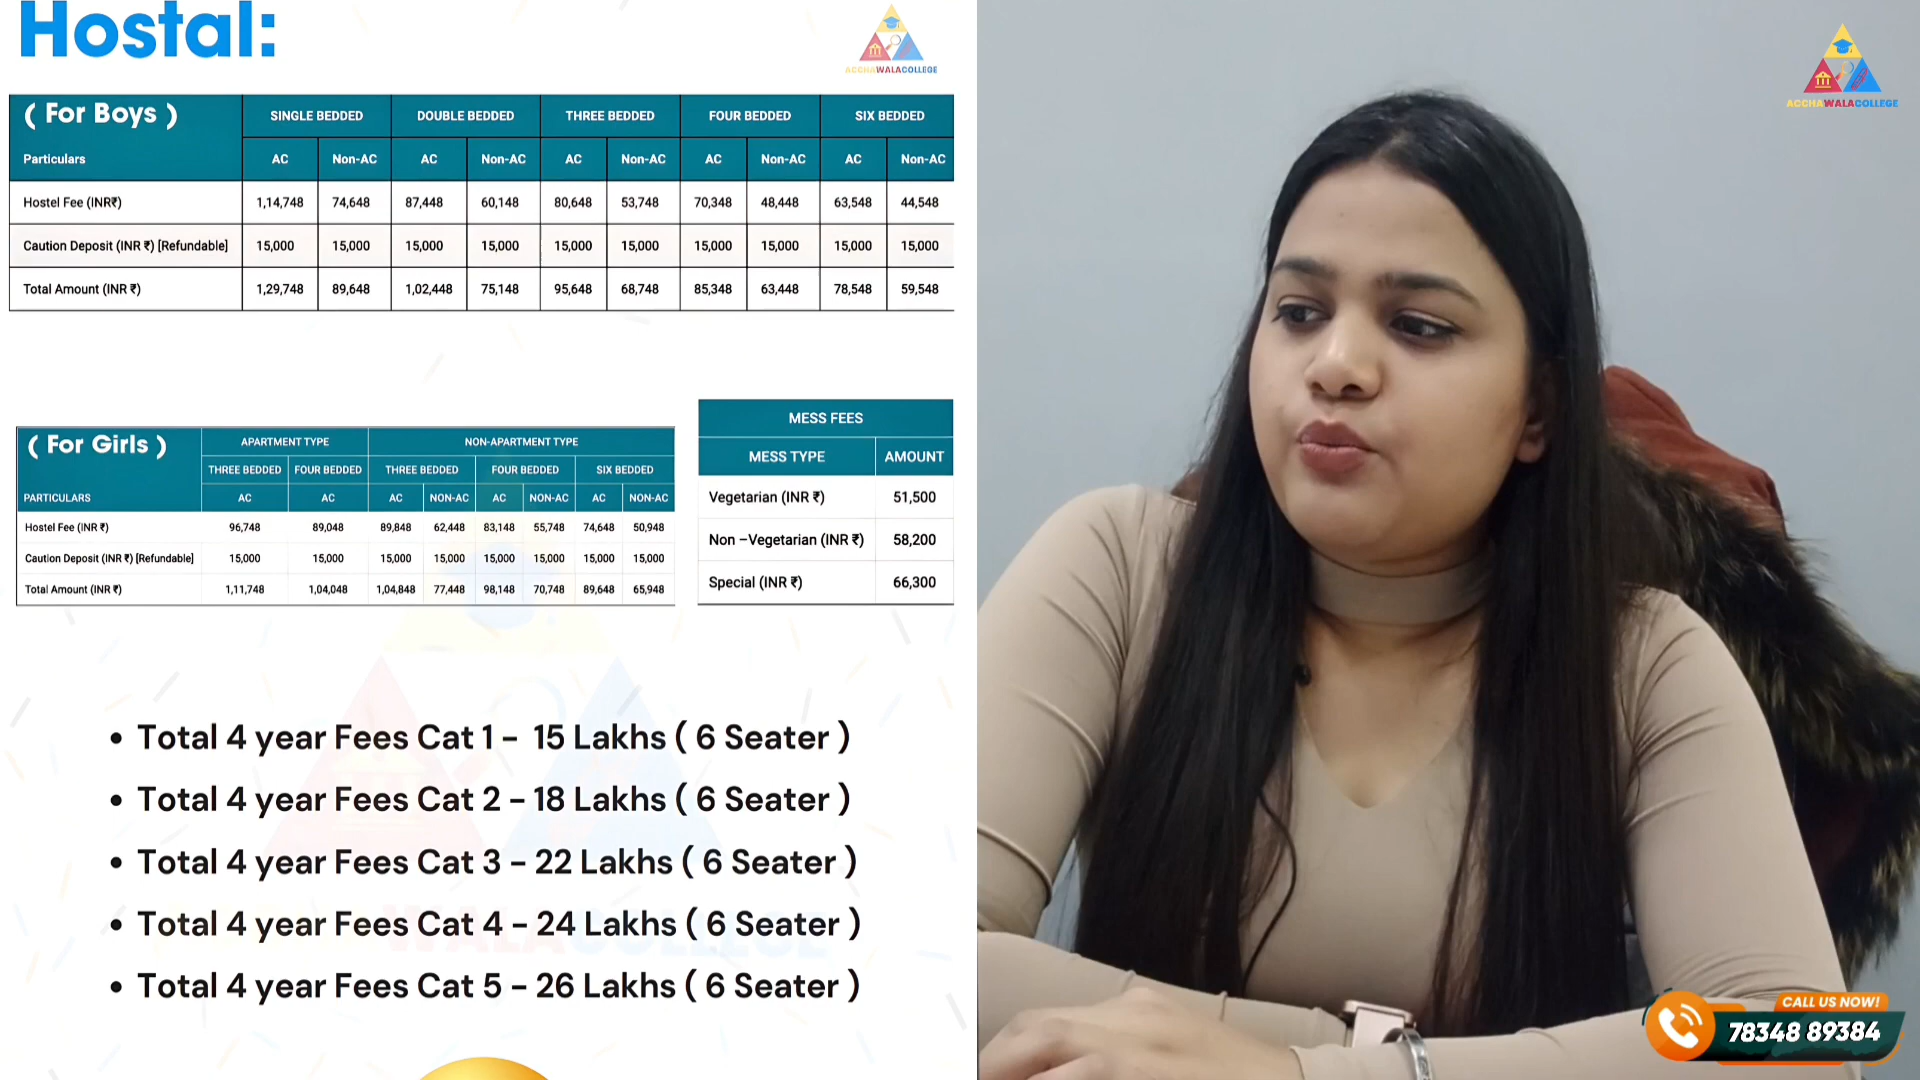 Hostal:
ACCHAWALACOLLEGE
ACCHAWALACOLLEGE
( For Boys )
SINGLE BEDDED DOUBLE BEDDED THREE BEDDED FOUR BEDDED SIX BEDDED
Particulars AC Non-AC AC Non-AC AC Non-AC AC Non-AC AC Non-AC
Hostel Fee (INR₹) 1,14,748 74,648 87,448 60,148 80,648 53,748 70,348 48,448 63,548 44,548
Caution Deposit (INR ₹) [Refundable] 15,000 15,000 15,000 15,000 15,000 15,000 15,000 15,000 15,000 15,000
Total Amount (INR ₹) 1,29,748 89,648 1,02,448 75,148 95,648 68,748 85,348 63,448 78,548 59,548
( For Girls )
APARTMENT TYPE NON-APARTMENT TYPE
THREE BEDDED FOUR BEDDED THREE BEDDED FOUR BEDDED SIX BEDDED
PARTICULARS AC AC AC NON-AC AC NON-AC AC NON-AC
Hostel Fee (INR ₹) 96,748 89,048 89,848 62,448 83,148 55,748 74,648 50,948
Caution Deposit (INR ₹) [Refundable] 15,000 15,000 15,000 15,000 15,000 15,000 15,000 15,000
Total Amount (INR ₹) 1,11,748 1,04,048 1,04,848 77,448 98,148 70,748 89,648 65,948
MESS FEES
MESS TYPE AMOUNT
Vegetarian (INR ₹) 51,500
Non –Vegetarian (INR ₹) 58,200
Special (INR ₹) 66,300
• Total 4 year Fees Cat 1 - 15 Lakhs ( 6 Seater )
• Total 4 year Fees Cat 2 - 18 Lakhs ( 6 Seater )
• Total 4 year Fees Cat 3 - 22 Lakhs ( 6 Seater )
• Total 4 year Fees Cat 4 - 24 Lakhs ( 6 Seater )
• Total 4 year Fees Cat 5 - 26 Lakhs ( 6 Seater )
CALL US NOW!
78348 89384